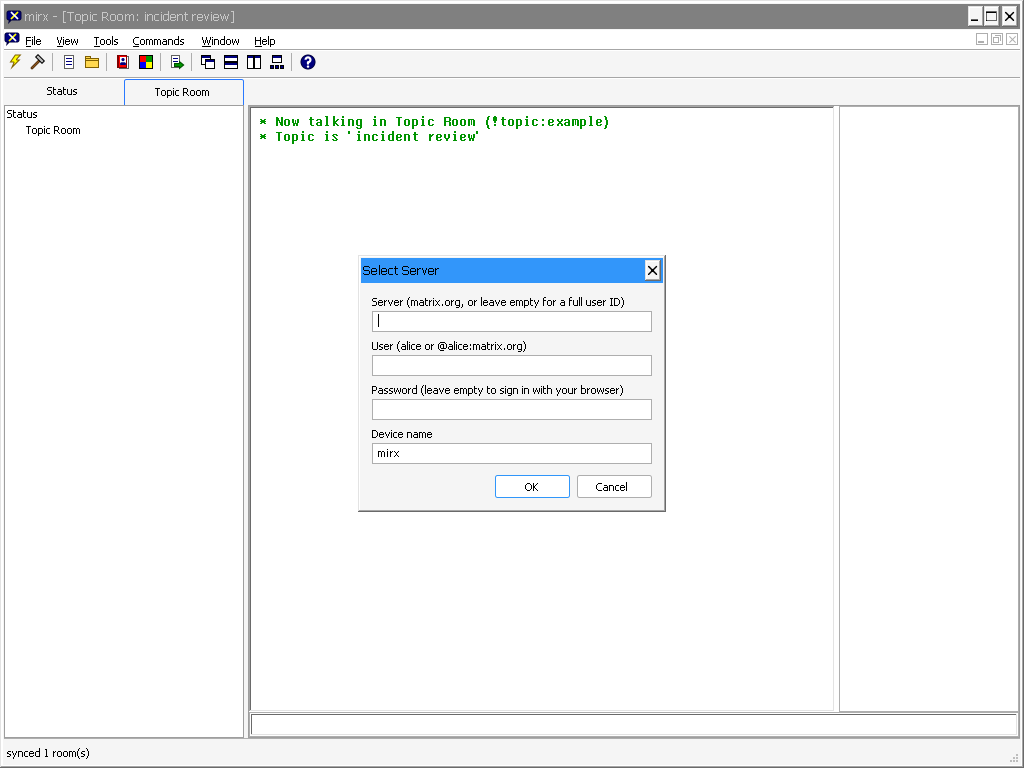 mirx - [Topic Room: incident review]
File View Tools Commands Window Help
Status Topic Room
Status
Topic Room
* Now talking in Topic Room (!topic:example)
* Topic is 'incident review'
Select Server
Server (matrix.org, or leave empty for a full user ID)
User (alice or @alice:matrix.org)
Password (leave empty to sign in with your browser)
Device name
mirx
OK Cancel
synced 1 room(s)